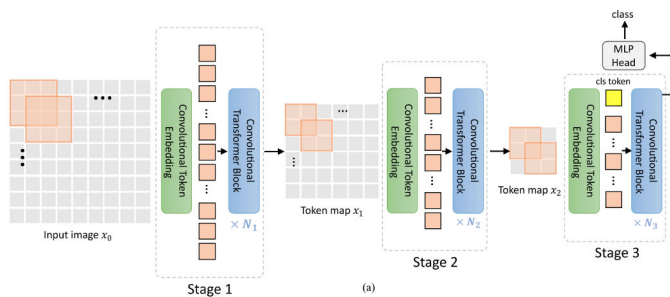 class
MLP
Head
cls token
Convolutional Token
Embedding
Convolutional
Transformer Block
× N₁
Input image x₀
Stage 1
Token map x₁
Convolutional Token
Embedding
Convolutional
Transformer Block
× N₂
Stage 2
Token map x₂
Convolutional Token
Embedding
Convolutional
Transformer Block
× N₃
Stage 3
(a)